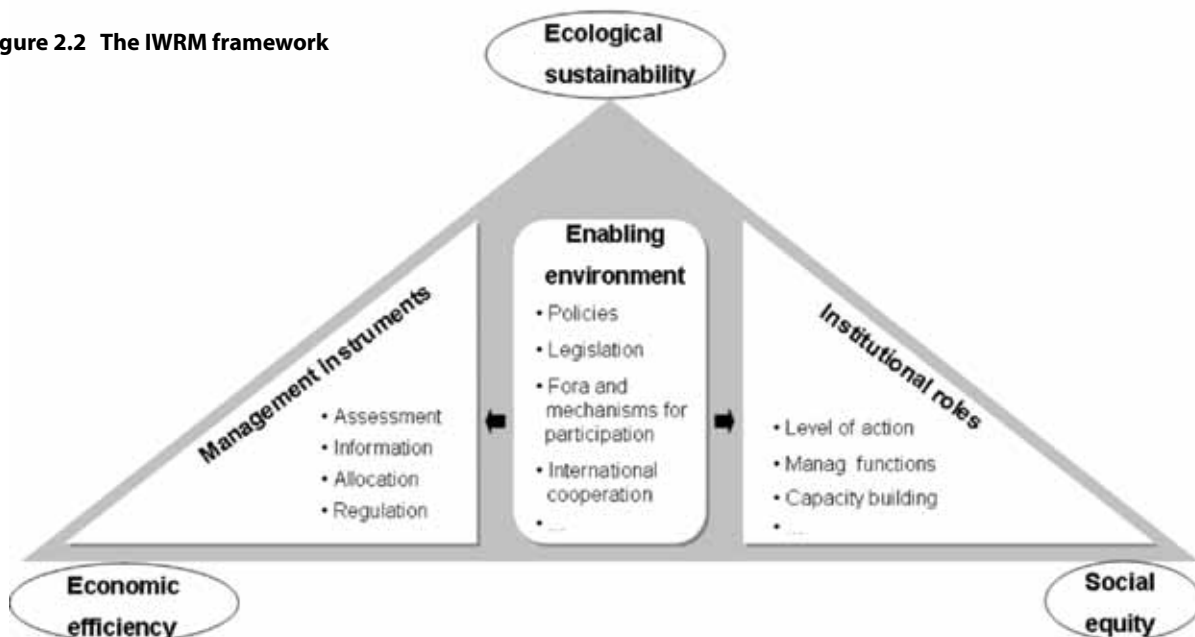 gure 2.2 The IWRM framework
Ecological
sustainability
Management Instruments
• Assessment
• Information
• Allocation
• Regulation
Enabling
environment
• Policies
• Legislation
• Fora and
mechanisms for
participation
• International
cooperation
• ...
Institutional roles
• Level of action
• Manag functions
• Capacity building
• ....
Economic
efficiency
Social
equity